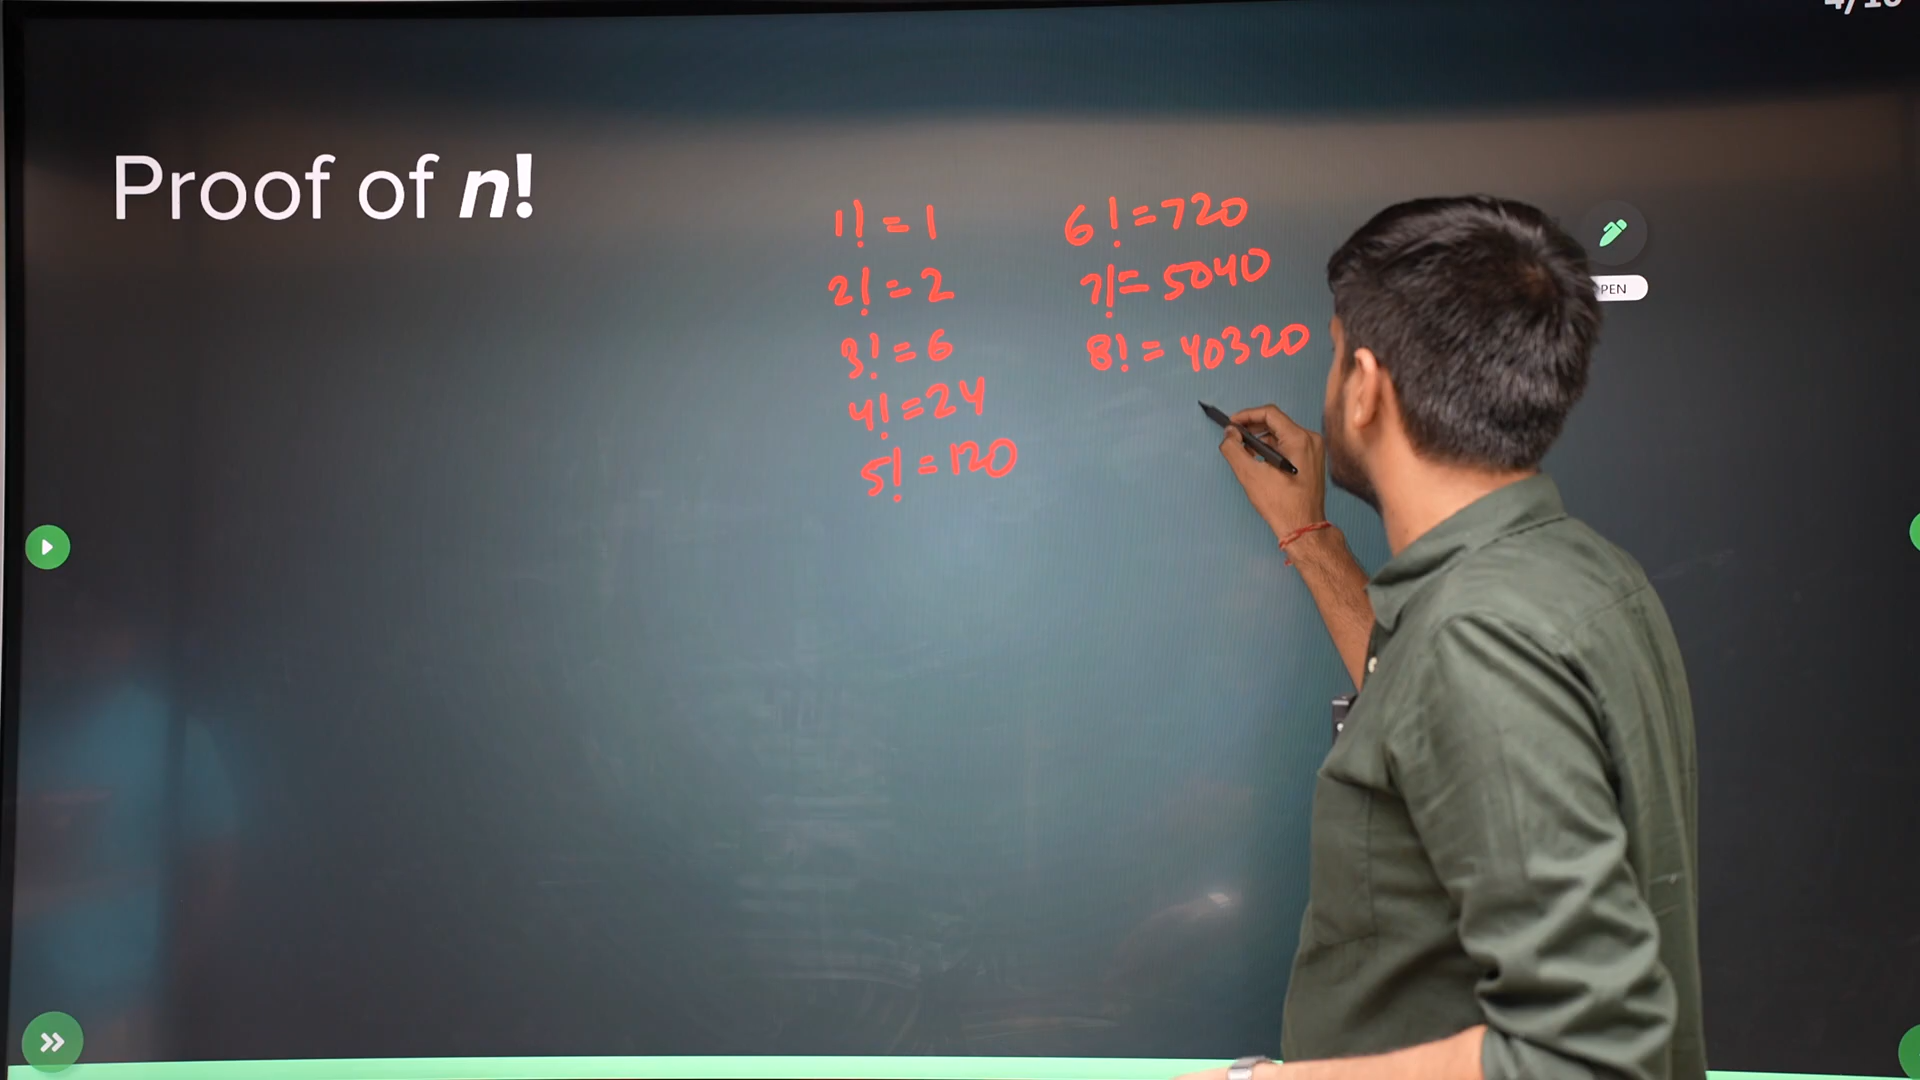 Proof of n!
1! = 1
2! = 2
3! = 6
4! = 24
5! = 120
6! = 720
7! = 5040
8! = 40320
PEN